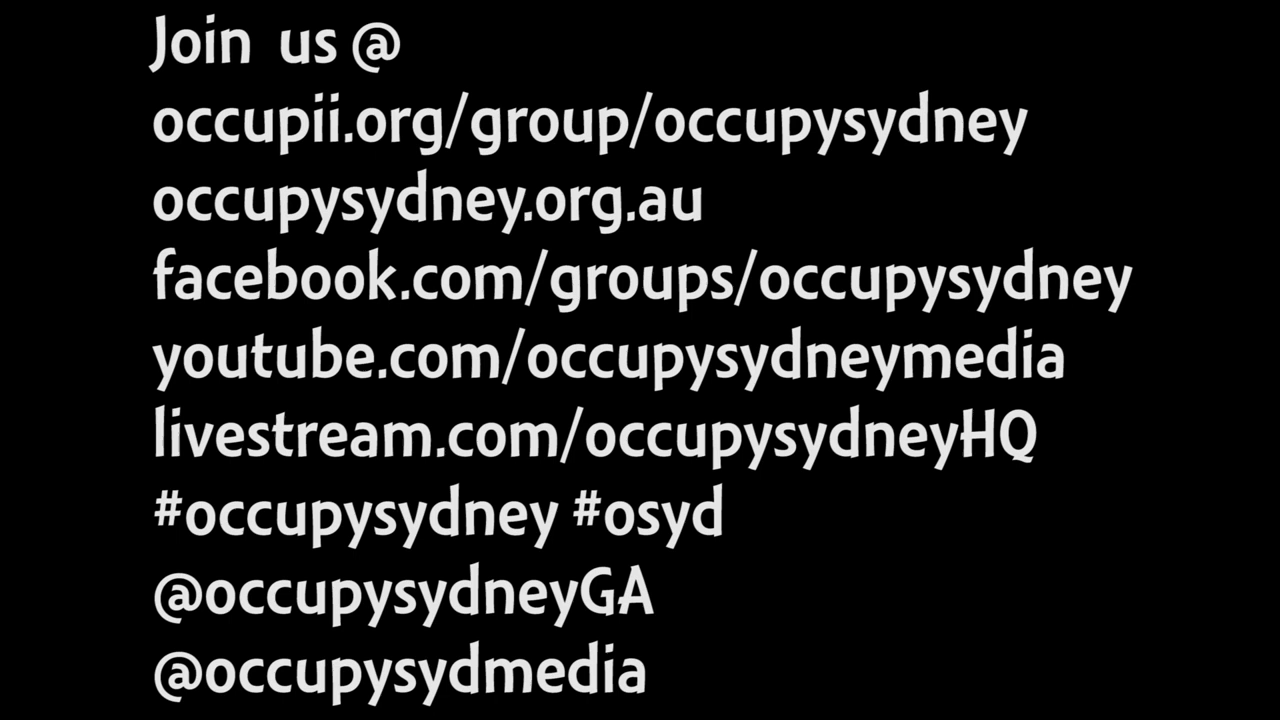 Join us @
occupii.org/group/occupysydney
occupysydney.org.au
facebook.com/groups/occupysydney
youtube.com/occupysydneymedia
livestream.com/occupysydneyHQ
#occupysydney #osyd
@occupysydneyGA
@occupysydmedia